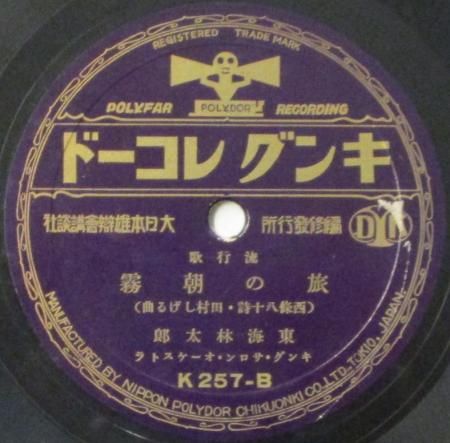 REGISTERED TRADE MARK
POLYFAR POLYDOR RECORDING
キングレコード
編修發行所 大日本雄辯會講談社
流行歌
旅の朝霧
(西條八十詩・田村しげる曲)
東海林太郎
キング・サロン・オーケストラ
K257-B
MANUFACTURED BY NIPPON POLYDOR CHIKUONKI CO., LTD. TOKIO, JAPAN.